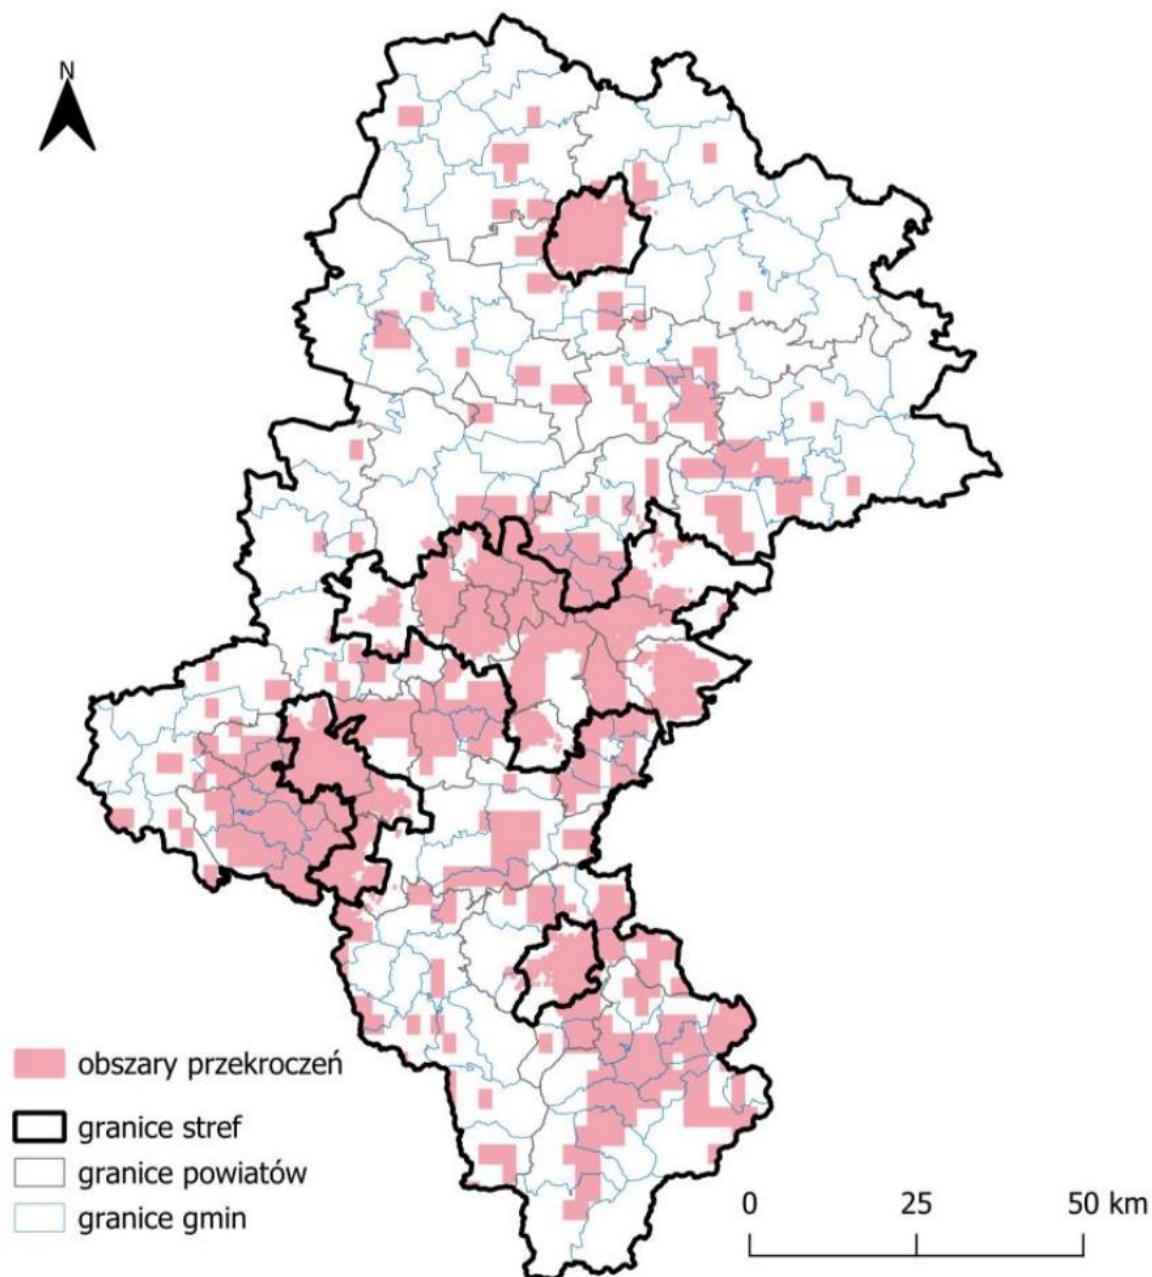 N
obszary przekroczeń
granice stref
granice powiatów
granice gmin
0 25 50 km